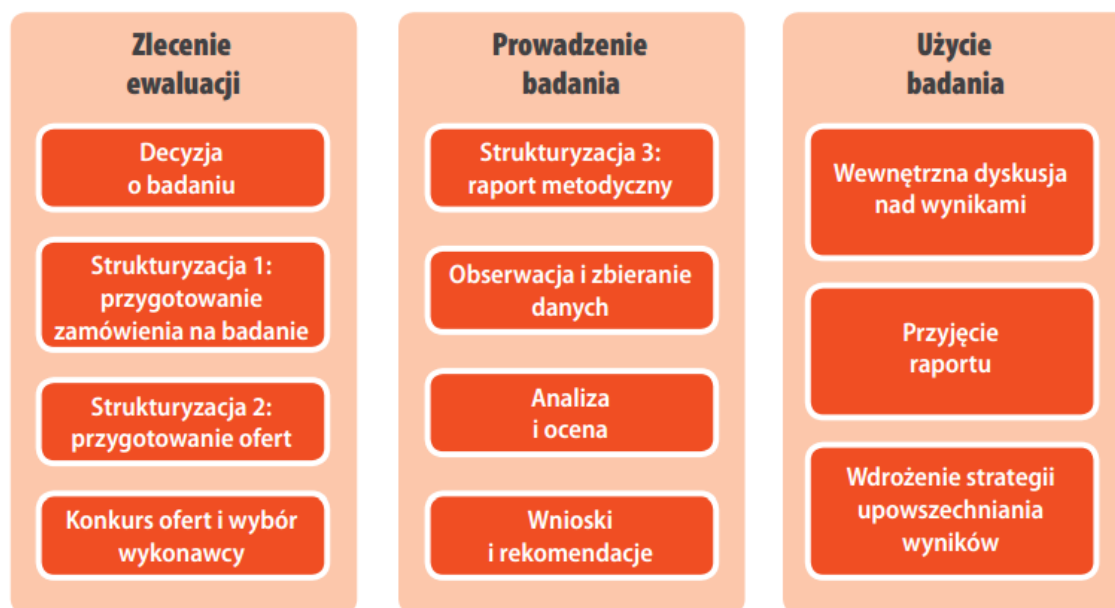 Zlecenie
ewaluacji
Decyzja
o badaniu
Strukturyzacja 1:
przygotowanie
zamówienia na badanie
Strukturyzacja 2:
przygotowanie ofert
Konkurs ofert i wybór
wykonawcy
Prowadzenie
badania
Strukturyzacja 3:
raport metodyczny
Obserwacja i zbieranie
danych
Analiza
i ocena
Wnioski
i rekomendacje
Użycie
badania
Wewnętrzna dyskusja
nad wynikami
Przyjęcie
raportu
Wdrożenie strategii
upowszechniania
wyników